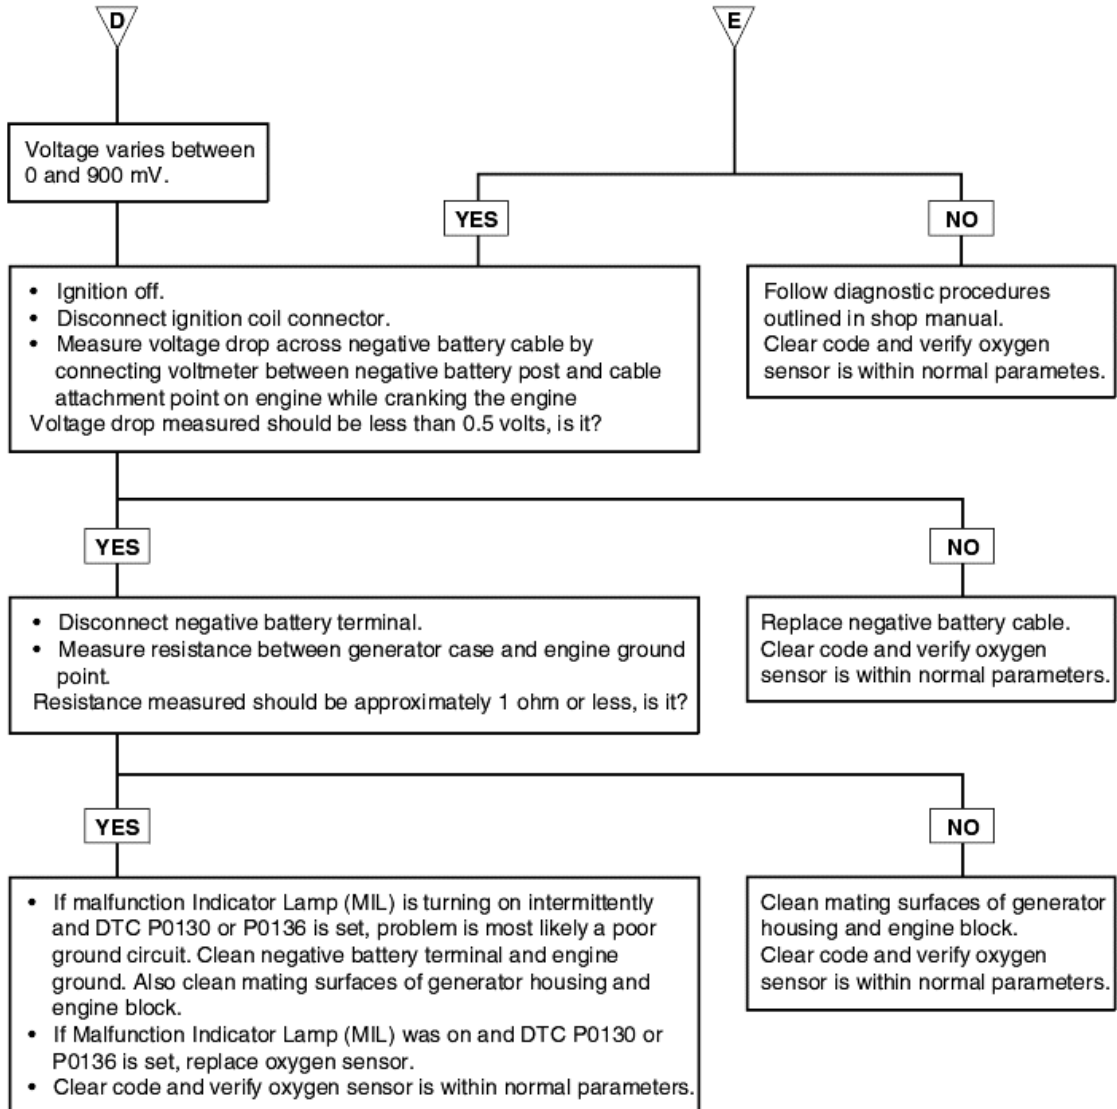 D
E
Voltage varies between
0 and 900 mV.
YES
NO
• Ignition off.
• Disconnect ignition coil connector.
• Measure voltage drop across negative battery cable by
connecting voltmeter between negative battery post and cable
attachment point on engine while cranking the engine
Voltage drop measured should be less than 0.5 volts, is it?
Follow diagnostic procedures
outlined in shop manual.
Clear code and verify oxygen
sensor is within normal parametes.
YES
NO
• Disconnect negative battery terminal.
• Measure resistance between generator case and engine ground
point.
Resistance measured should be approximately 1 ohm or less, is it?
Replace negative battery cable.
Clear code and verify oxygen
sensor is within normal parameters.
YES
NO
• If malfunction Indicator Lamp (MIL) is turning on intermittently
and DTC P0130 or P0136 is set, problem is most likely a poor
ground circuit. Clean negative battery terminal and engine
ground. Also clean mating surfaces of generator housing and
engine block.
• If Malfunction Indicator Lamp (MIL) was on and DTC P0130 or
P0136 is set, replace oxygen sensor.
• Clear code and verify oxygen sensor is within normal parameters.
Clean mating surfaces of generator
housing and engine block.
Clear code and verify oxygen
sensor is within normal parameters.